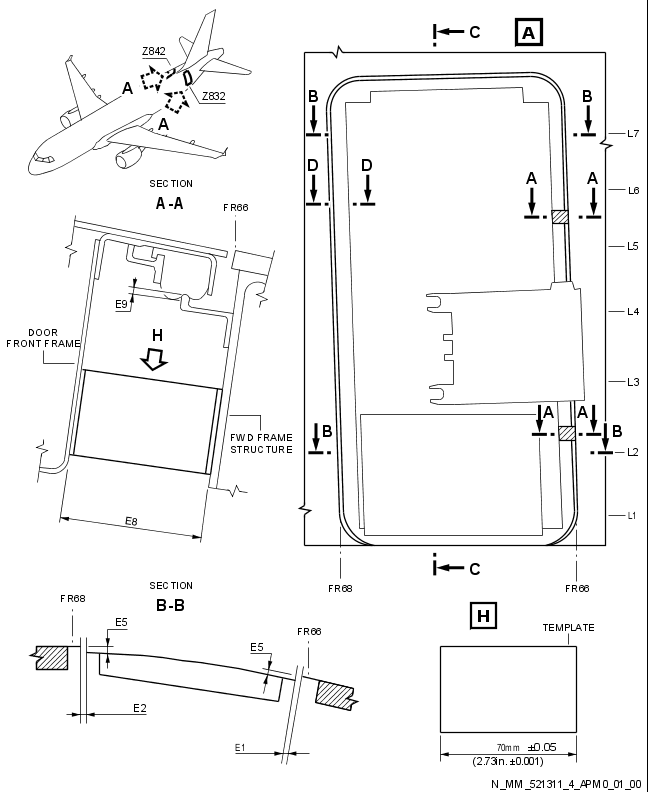 C
A
Z842
A
Z832
A
B
B
L7
D
D
A
A
L6
SECTION
A-A
FR66
L5
E9
L4
DOOR
FRONT FRAME
H
L3
A
A
B
B
FWD FRAME
STRUCTURE
L2
E8
L1
C
FR68
FR66
SECTION
B-B
FR68
E5
FR66
E5
H
TEMPLATE
E2
E1
70mm ±0.05
(2.73in. ±0.001)
N_MM_521311_4_APM0_01_00